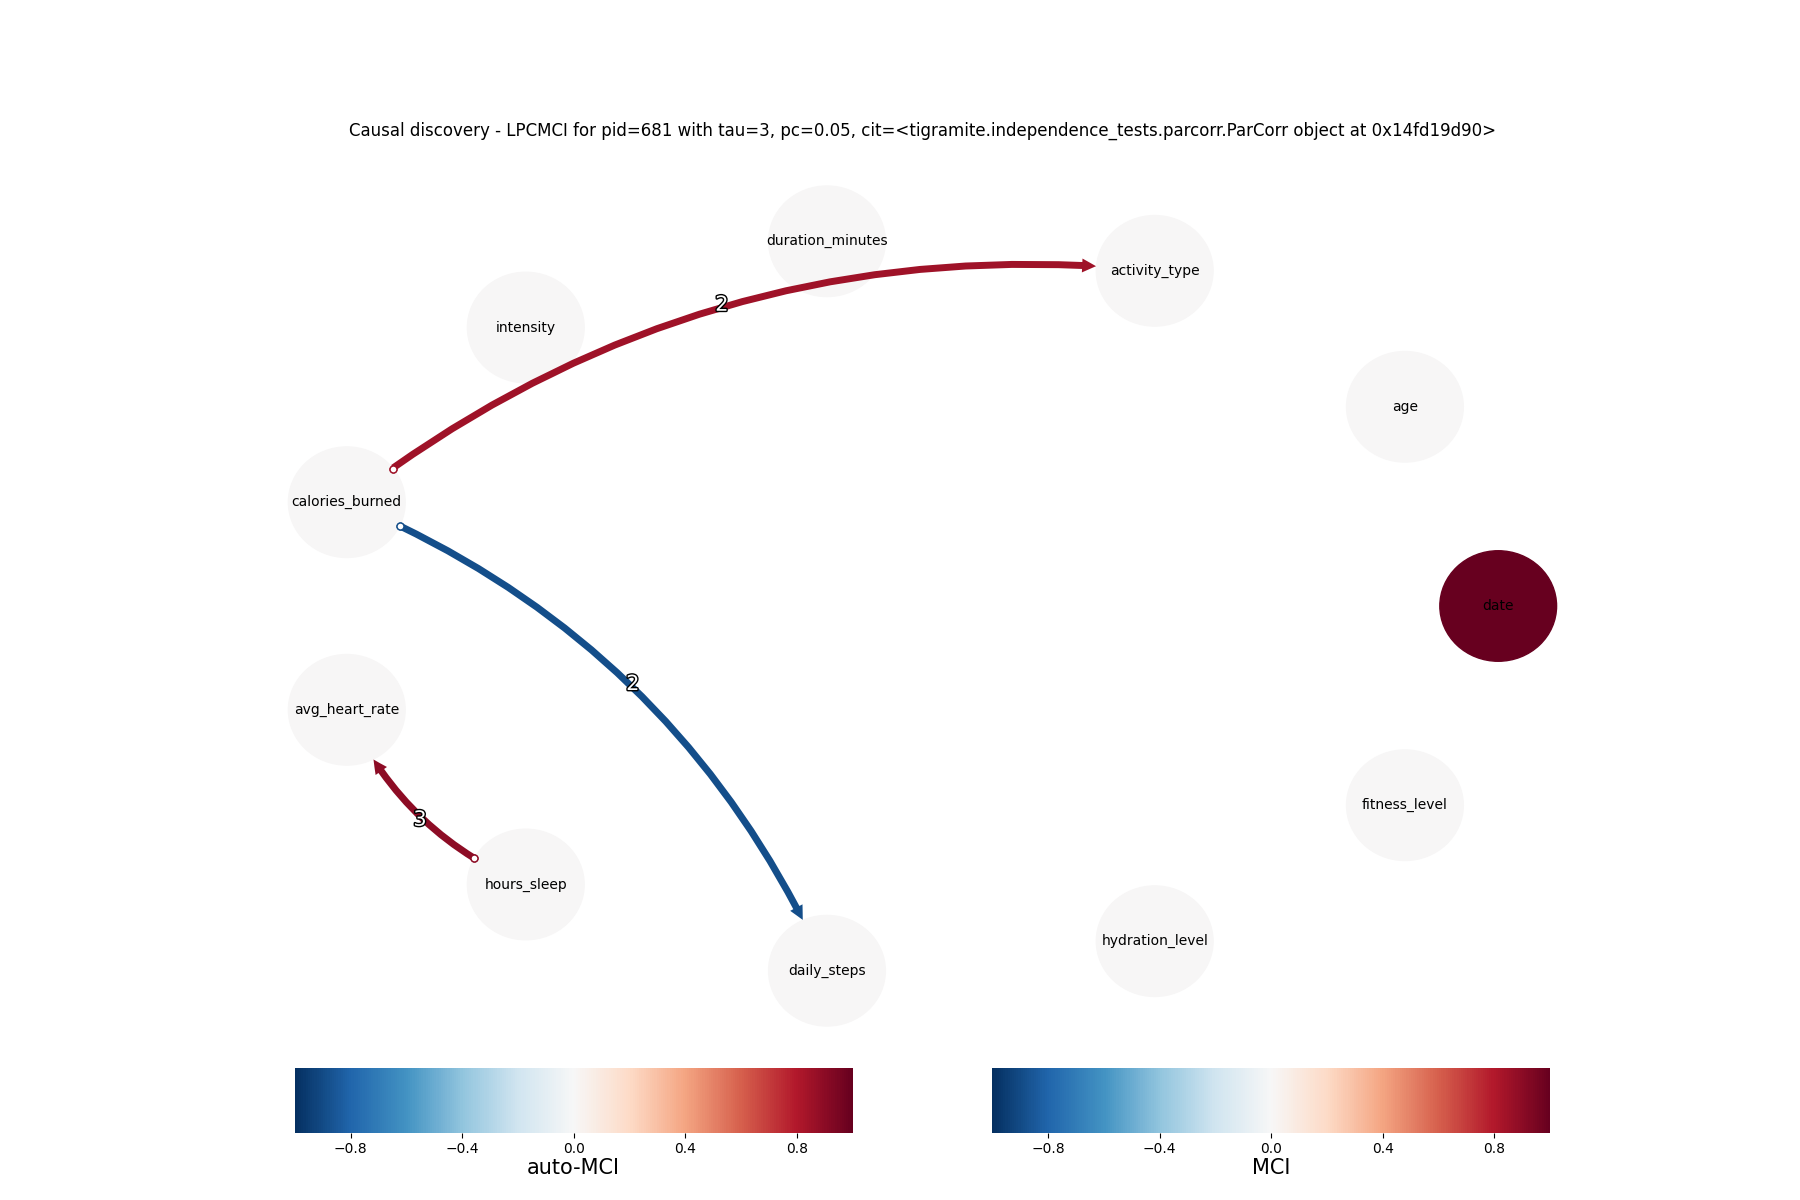 Causal discovery - LPCMCI for pid=681 with tau=3, pc=0.05, cit=<tigramite.independence_tests.parcorr.ParCorr object at 0x14fd19d90>
duration_minutes
activity_type
2
intensity
age
calories_burned
date
2
avg_heart_rate
3
fitness_level
hours_sleep
hydration_level
daily_steps
−0.8 −0.4 0.0 0.4 0.8
auto-MCI
−0.8 −0.4 0.0 0.4 0.8
MCI